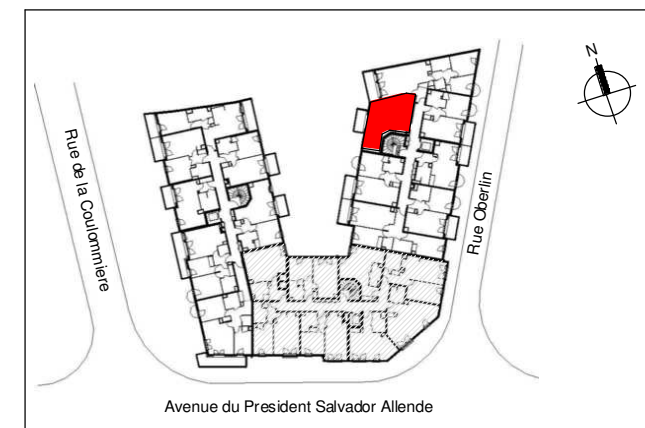 N
Rue de la Coulommiere
Rue Oberlin
Avenue du President Salvador Allende